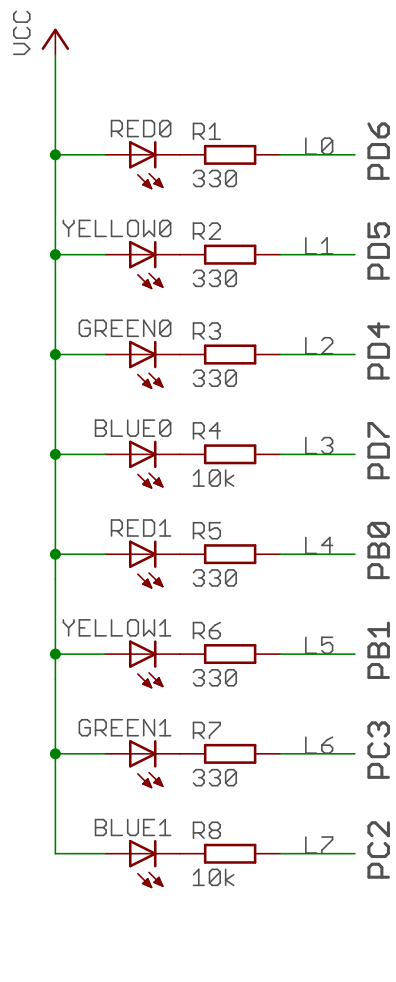 VCC
RED0 R1 L0 PD6
330
YELLOW0 R2 L1 PD5
330
GREEN0 R3 L2 PD4
330
BLUE0 R4 L3 PD7
10k
RED1 R5 L4 PB0
330
YELLOW1 R6 L5 PB1
330
GREEN1 R7 L6 PC3
330
BLUE1 R8 L7 PC2
10k